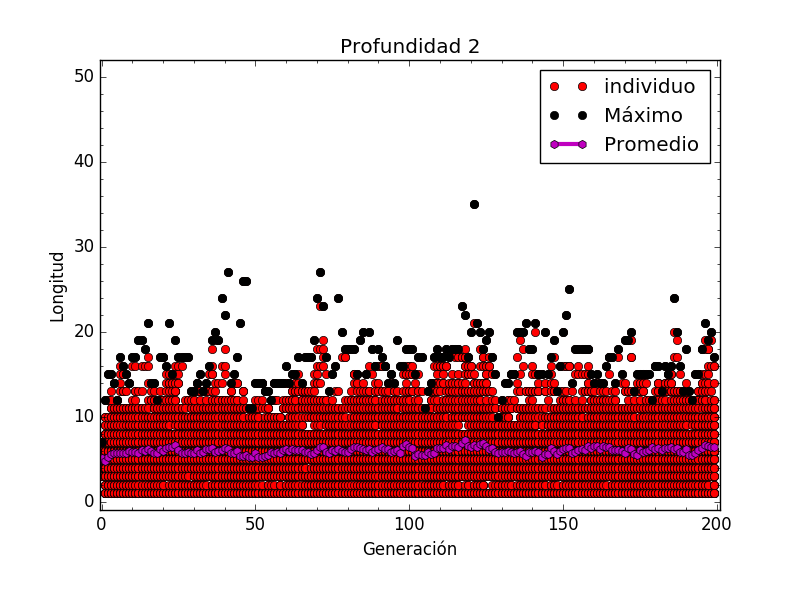 Profundidad 2
individuo
Máximo
Promedio
Longitud
50
40
30
20
10
0
0
50
100
150
200
Generación